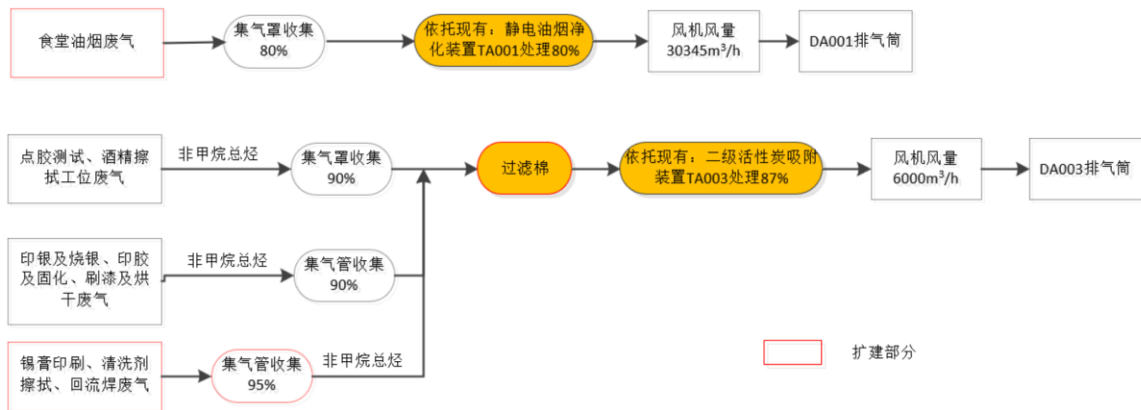 食堂油烟废气
集气罩收集
80%
依托现有：静电油烟净
化装置TA001处理80%
风机风量
30345m³/h
DA001排气筒
点胶测试、酒精擦
拭工位废气
非甲烷总烃
集气罩收集
90%
过滤棉
依托现有：二级活性炭吸附
装置TA003处理87%
风机风量
6000m³/h
DA003排气筒
印银及烧银、印胶
及固化、刷漆及烘
干废气
非甲烷总烃
集气管收集
90%
锡膏印刷、清洗剂
擦拭、回流焊废气
集气管收集
95%
非甲烷总烃
扩建部分